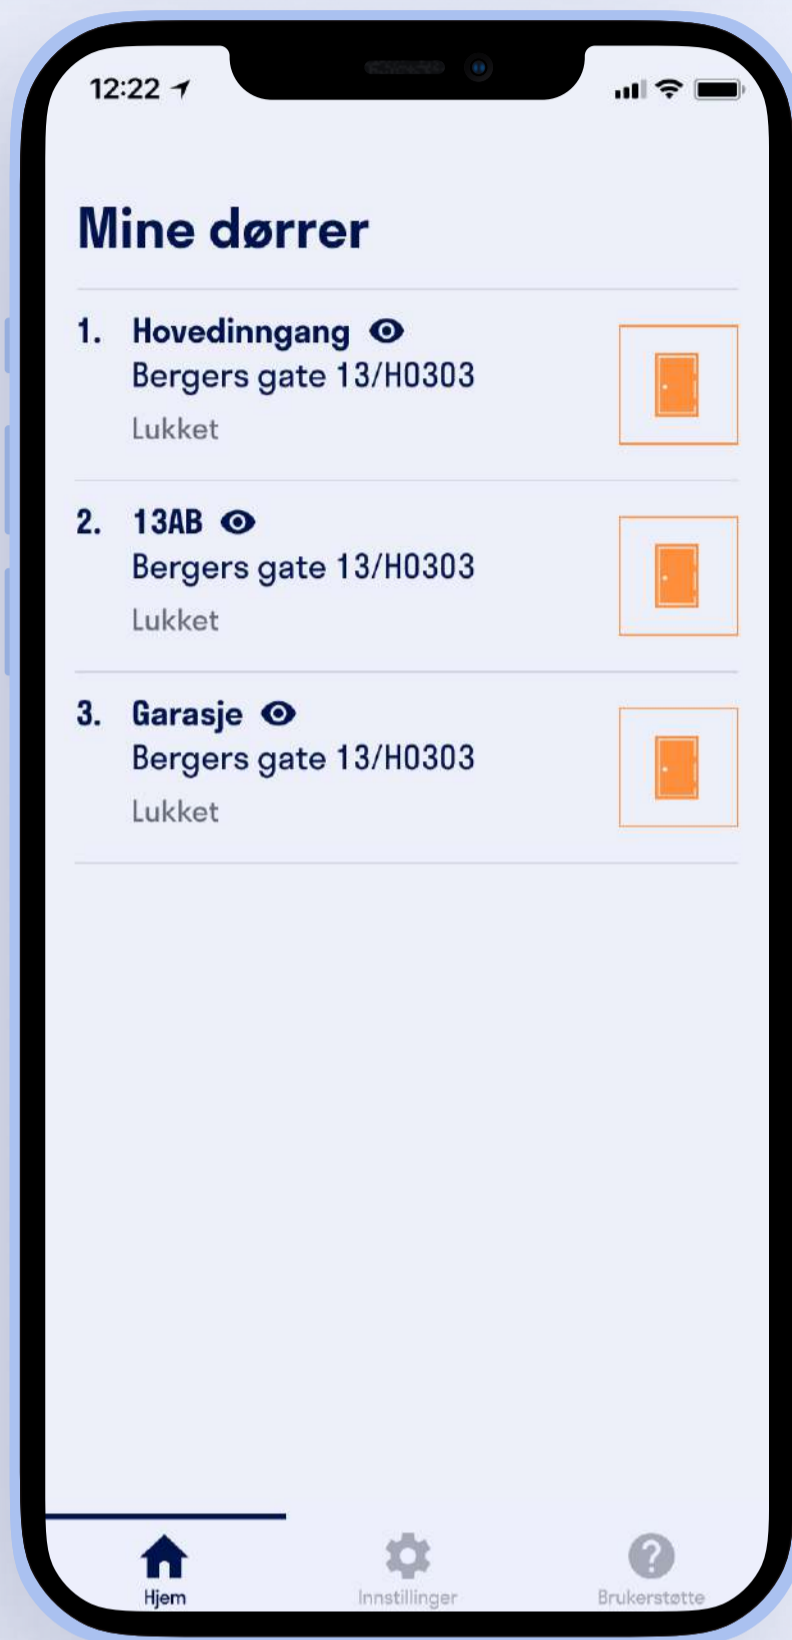 12:22
Mine dørrer
1. Hovedinngang
Bergers gate 13/H0303
Lukket
2. 13AB
Bergers gate 13/H0303
Lukket
3. Garasje
Bergers gate 13/H0303
Lukket
Hjem
Innstillinger
Brukerstøtte